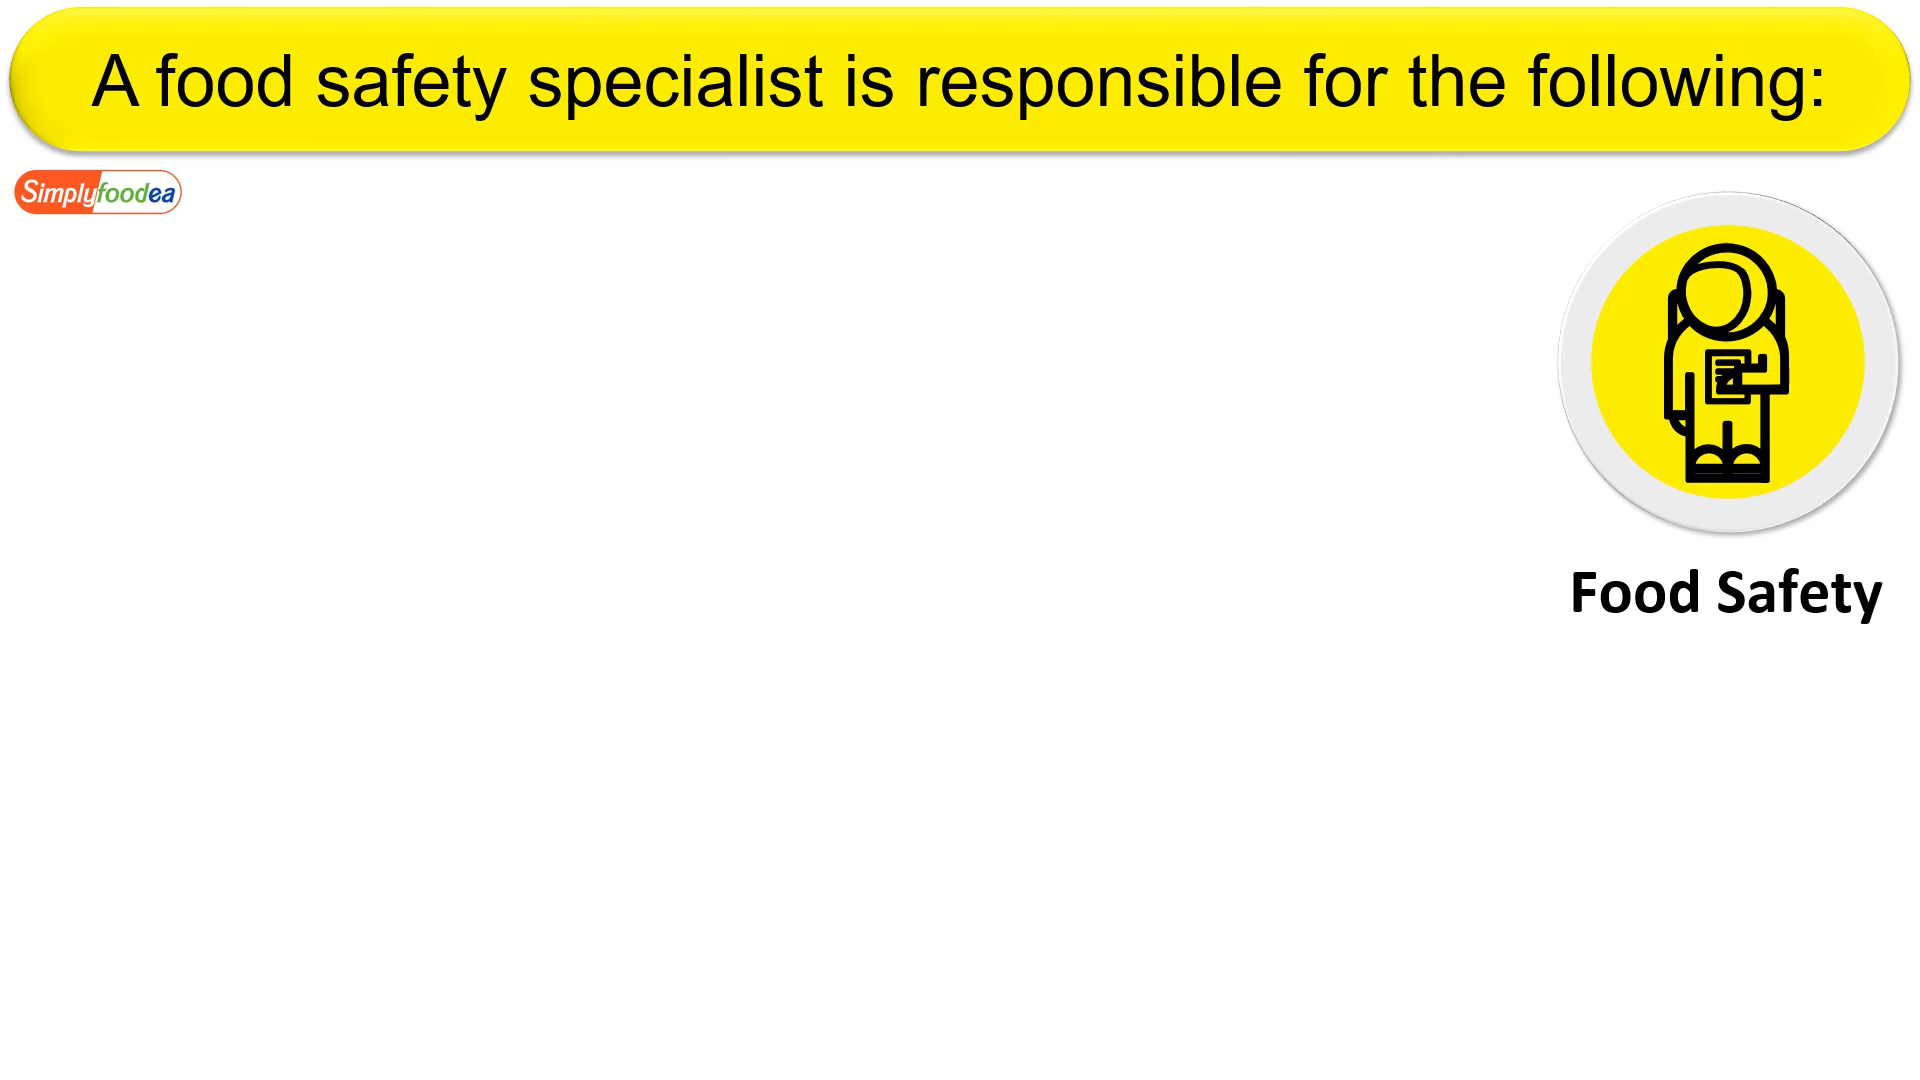 A food safety specialist is responsible for the following:
Simplyfoodea
Food Safety